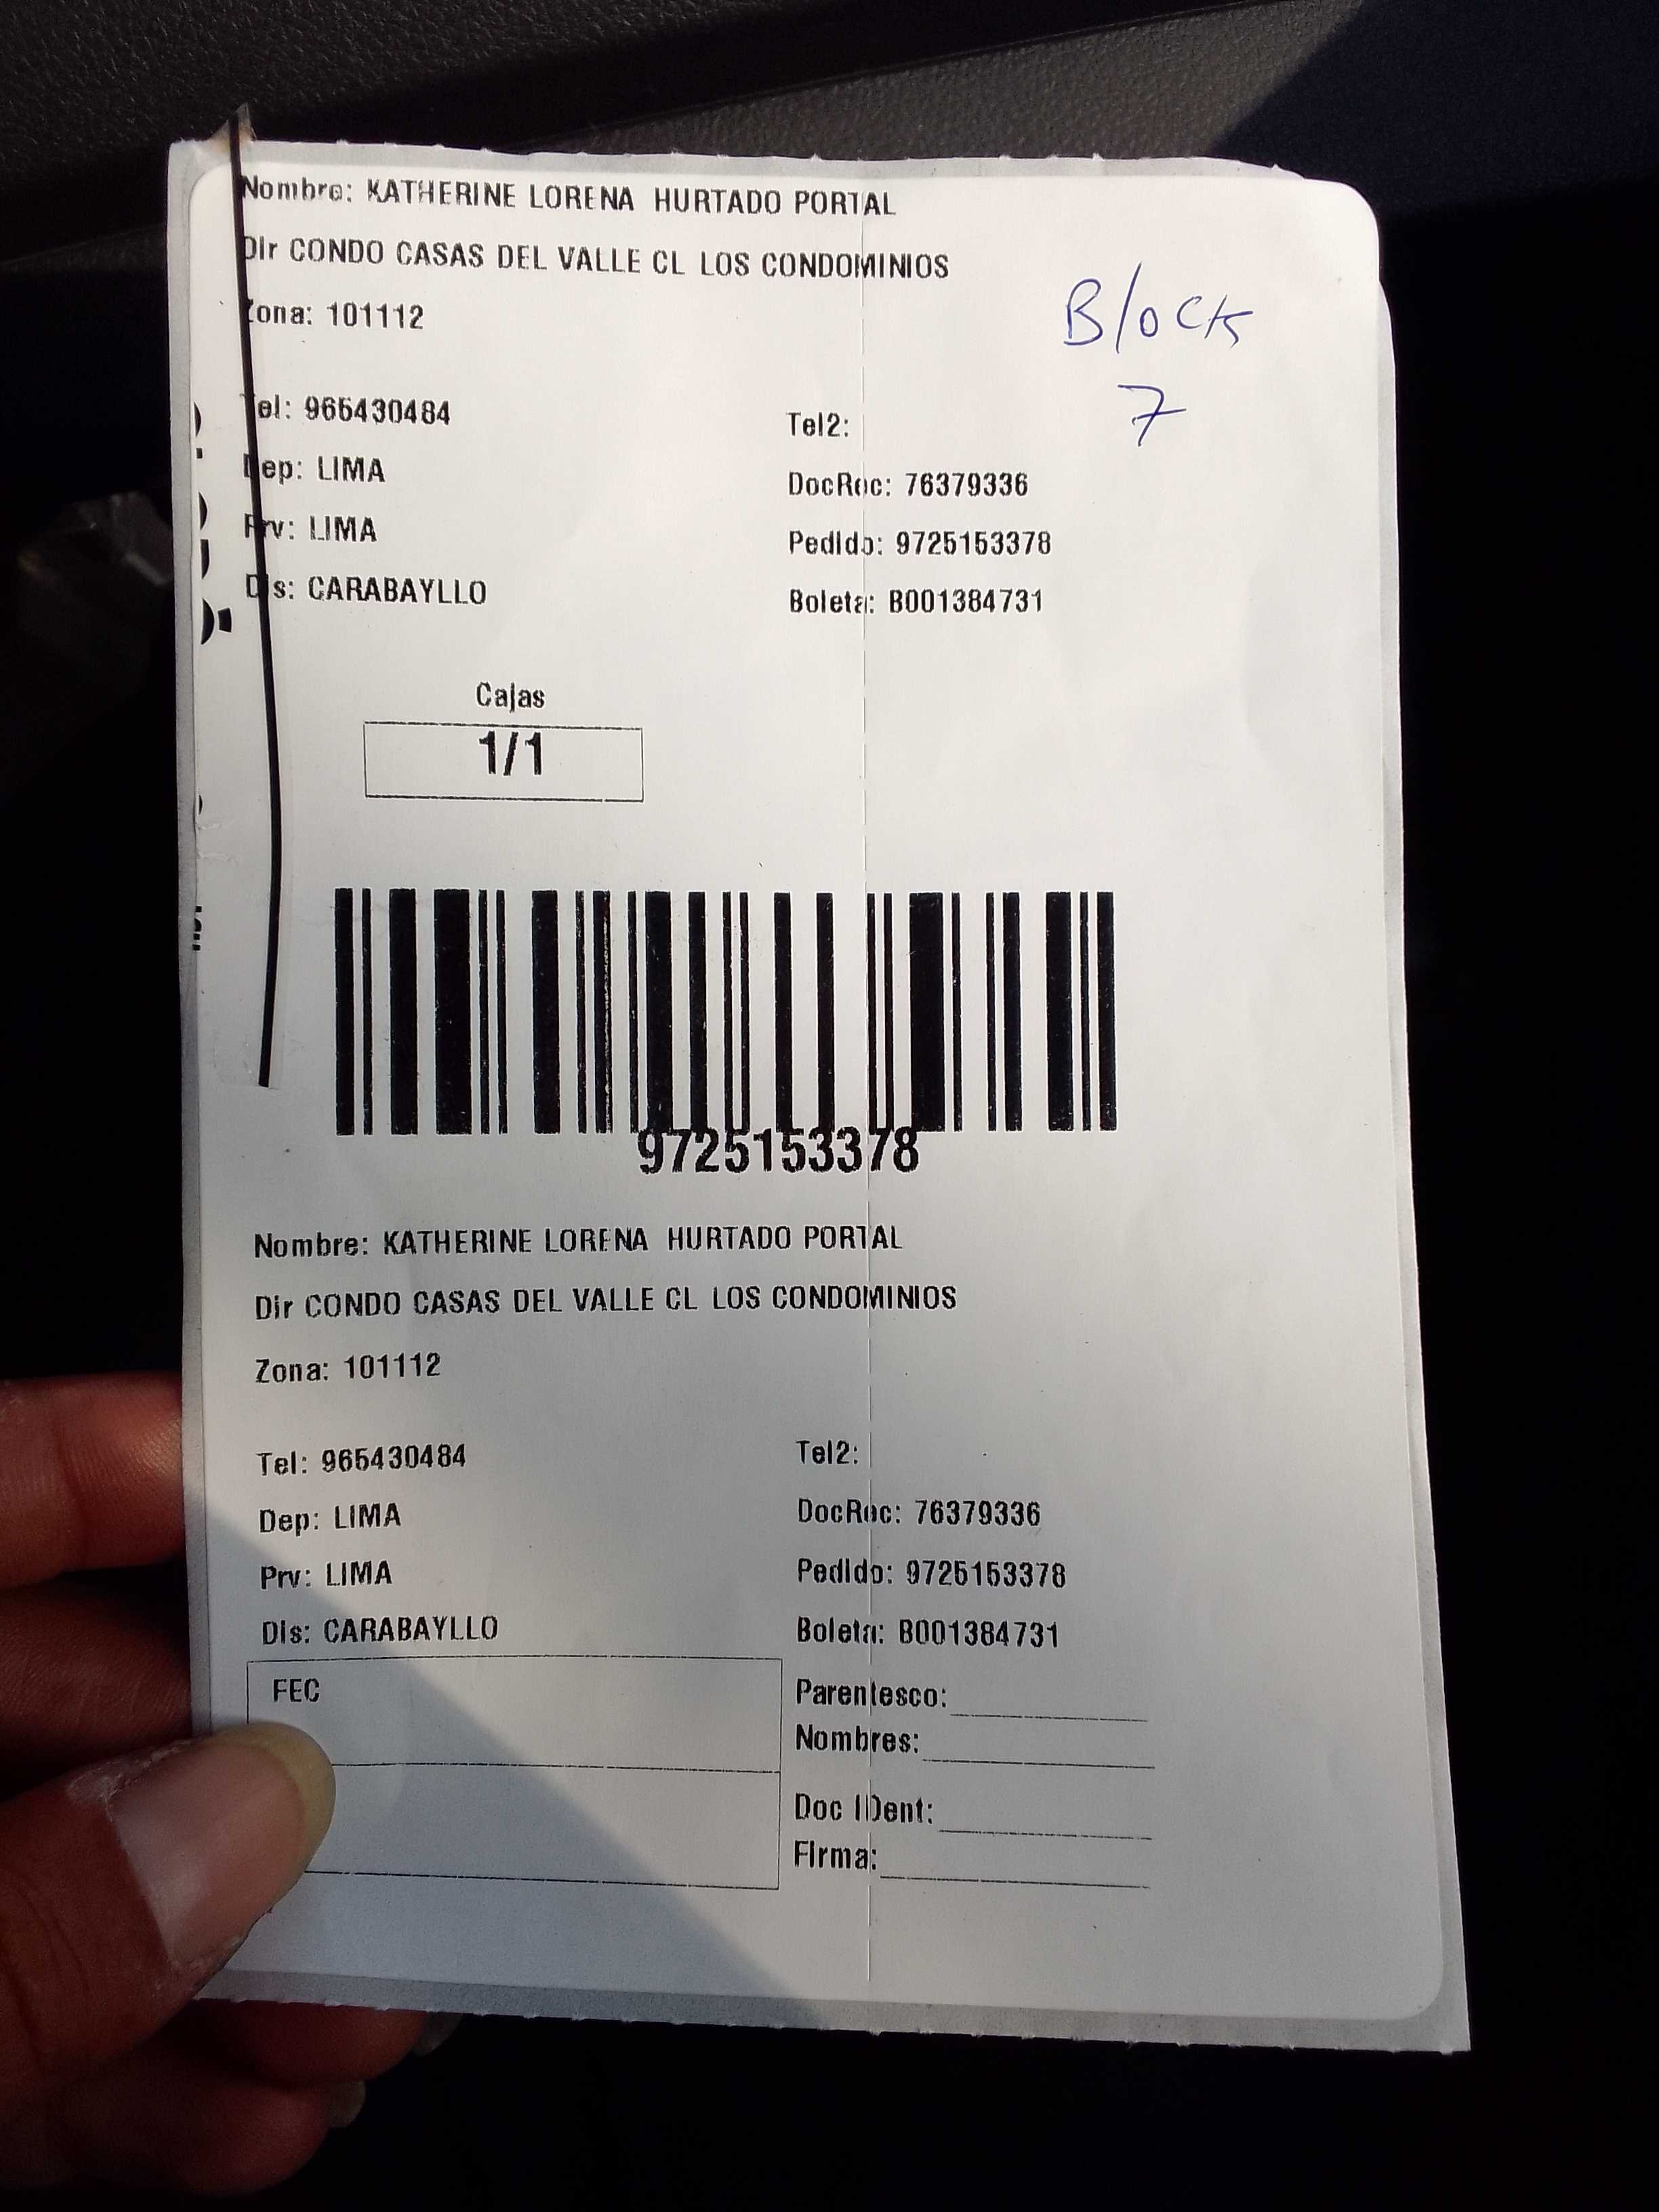 Nombre: KATHERINE LORENA HURTADO PORTAL
Dir CONDO CASAS DEL VALLE CL LOS CONDOMINIOS
Zona: 101112
Block
7
Tel: 965430484
Tel2:
Dep: LIMA
DocRec: 76379336
Prv: LIMA
Pedido: 9725153378
Dis: CARABAYLLO
Boleta: B001384731
Cajas
1/1
9725153378
Nombre: KATHERINE LORENA HURTADO PORTAL
Dir CONDO CASAS DEL VALLE CL LOS CONDOMINIOS
Zona: 101112
Tel: 965430484
Tel2:
Dep: LIMA
DocRec: 76379336
Prv: LIMA
Pedido: 9725153378
Dis: CARABAYLLO
Boleta: B001384731
FEC
Parentesco:
Nombres:
Doc IDent:
Firma: